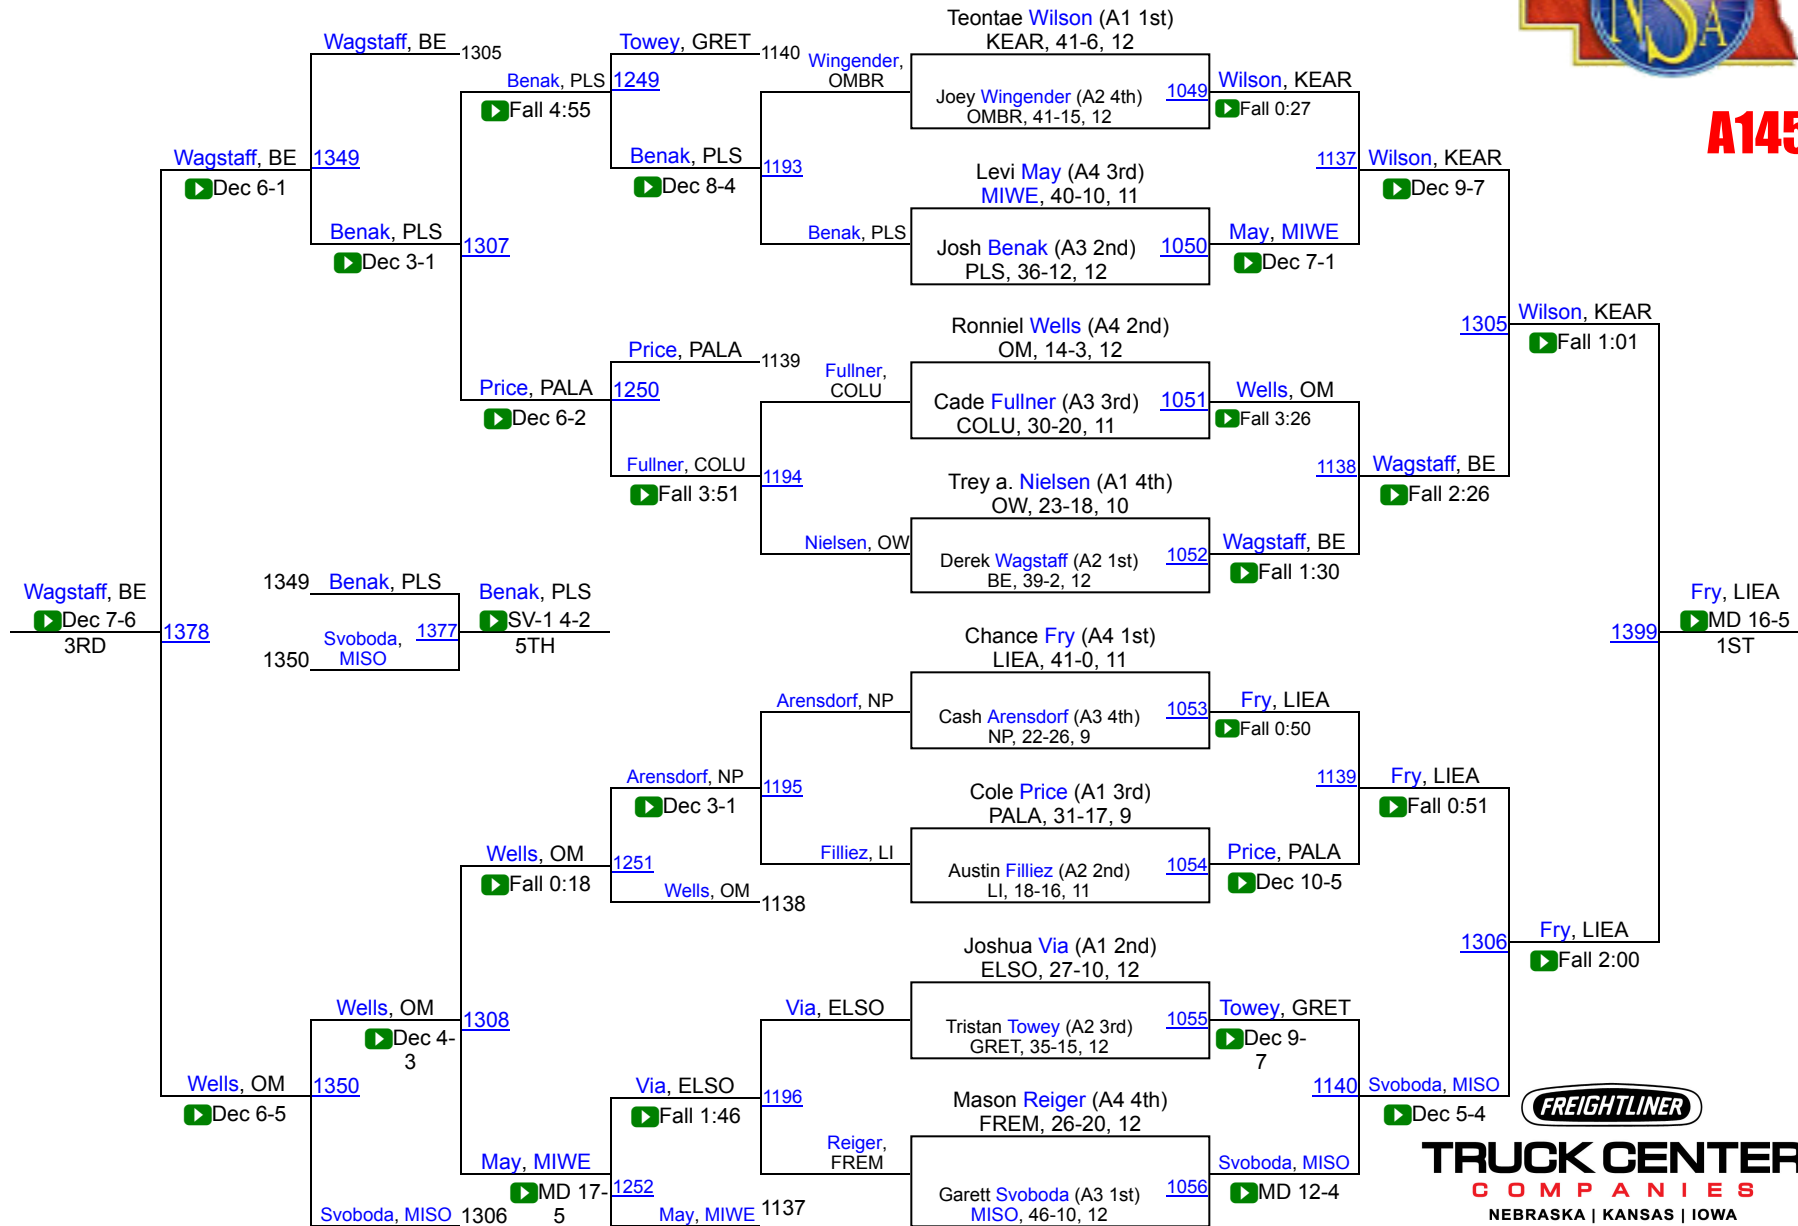 NSA
A145
Teontae Wilson (A1 1st)
KEAR, 41-6, 12
Joey Wingender (A2 4th)
OMBR, 41-15, 12
1049
Wilson, KEAR
Fall 0:27
Levi May (A4 3rd)
MIWE, 40-10, 11
Josh Benak (A3 2nd)
PLS, 36-12, 12
1050
May, MIWE
Dec 7-1
Ronniel Wells (A4 2nd)
OM, 14-3, 12
Cade Fullner (A3 3rd)
COLU, 30-20, 11
1051
Wells, OM
Fall 3:26
Trey a. Nielsen (A1 4th)
OW, 23-18, 10
Derek Wagstaff (A2 1st)
BE, 39-2, 12
1052
Wagstaff, BE
Fall 1:30
Chance Fry (A4 1st)
LIEA, 41-0, 11
Cash Arensdorf (A3 4th)
NP, 22-26, 9
1053
Fry, LIEA
Fall 0:50
Cole Price (A1 3rd)
PALA, 31-17, 9
Austin Filliez (A2 2nd)
LI, 18-16, 11
1054
Price, PALA
Dec 10-5
Joshua Via (A1 2nd)
ELSO, 27-10, 12
Tristan Towey (A2 3rd)
GRET, 35-15, 12
1055
Towey, GRET
Dec 9-
7
Mason Reiger (A4 4th)
FREM, 26-20, 12
Garett Svoboda (A3 1st)
MISO, 46-10, 12
1056
Svoboda, MISO
MD 12-4
1137
Wilson, KEAR
Dec 9-7
1138
Wagstaff, BE
Fall 2:26
1139
Fry, LIEA
Fall 0:51
1140
Svoboda, MISO
Dec 5-4
1305
Wilson, KEAR
Fall 1:01
1306
Fry, LIEA
Fall 2:00
1399
Fry, LIEA
MD 16-5
1ST
Wingender,
OMBR
Benak, PLS
1193
Benak, PLS
Dec 8-4
Fullner,
COLU
Nielsen, OW
1194
Fullner, COLU
Fall 3:51
Arensdorf, NP
Filliez, LI
1195
Arensdorf, NP
Dec 3-1
Via, ELSO
Reiger,
FREM
1196
Via, ELSO
Fall 1:46
Towey, GRET
1140
1249
Benak, PLS
Fall 4:55
Price, PALA
1139
1250
Price, PALA
Dec 6-2
Wells, OM
1138
1251
Wells, OM
Fall 0:18
May, MIWE
1137
1252
May, MIWE
MD 17-
5
1307
Benak, PLS
Dec 3-1
1308
Wells, OM
Dec 4-
3
Wagstaff, BE
1305
1349
Wagstaff, BE
Dec 6-1
Svoboda, MISO
1306
1350
Wells, OM
Dec 6-5
1378
Wagstaff, BE
Dec 7-6
3RD
1349
Benak, PLS
1350
Svoboda,
MISO
1377
Benak, PLS
SV-1 4-2
5TH
FREIGHTLINER
TRUCK CENTER
COMPANIES
NEBRASKA | KANSAS | IOWA